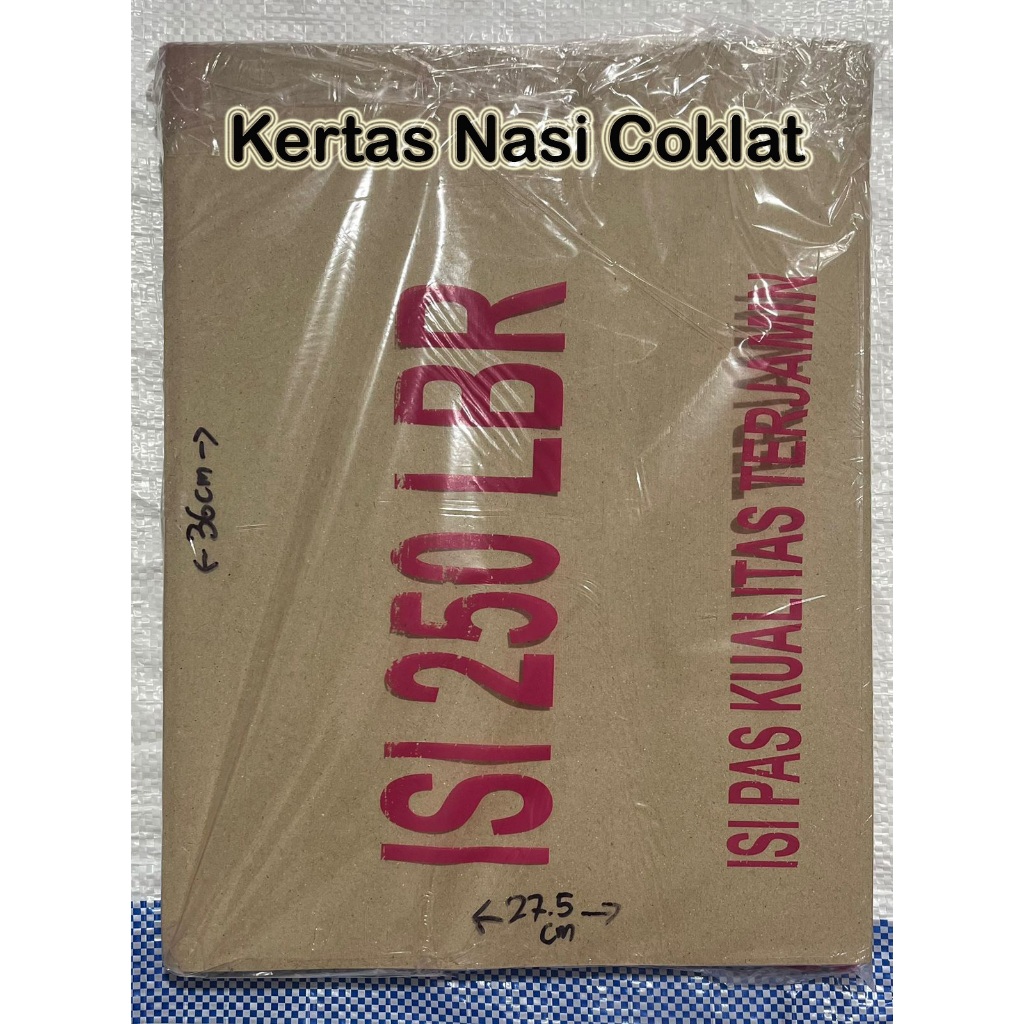 Kertas Nasi Coklat
ISI 250 LBR
ISI PAS KUALITAS TERJAMIN
←36cm→
←27.5→
cm